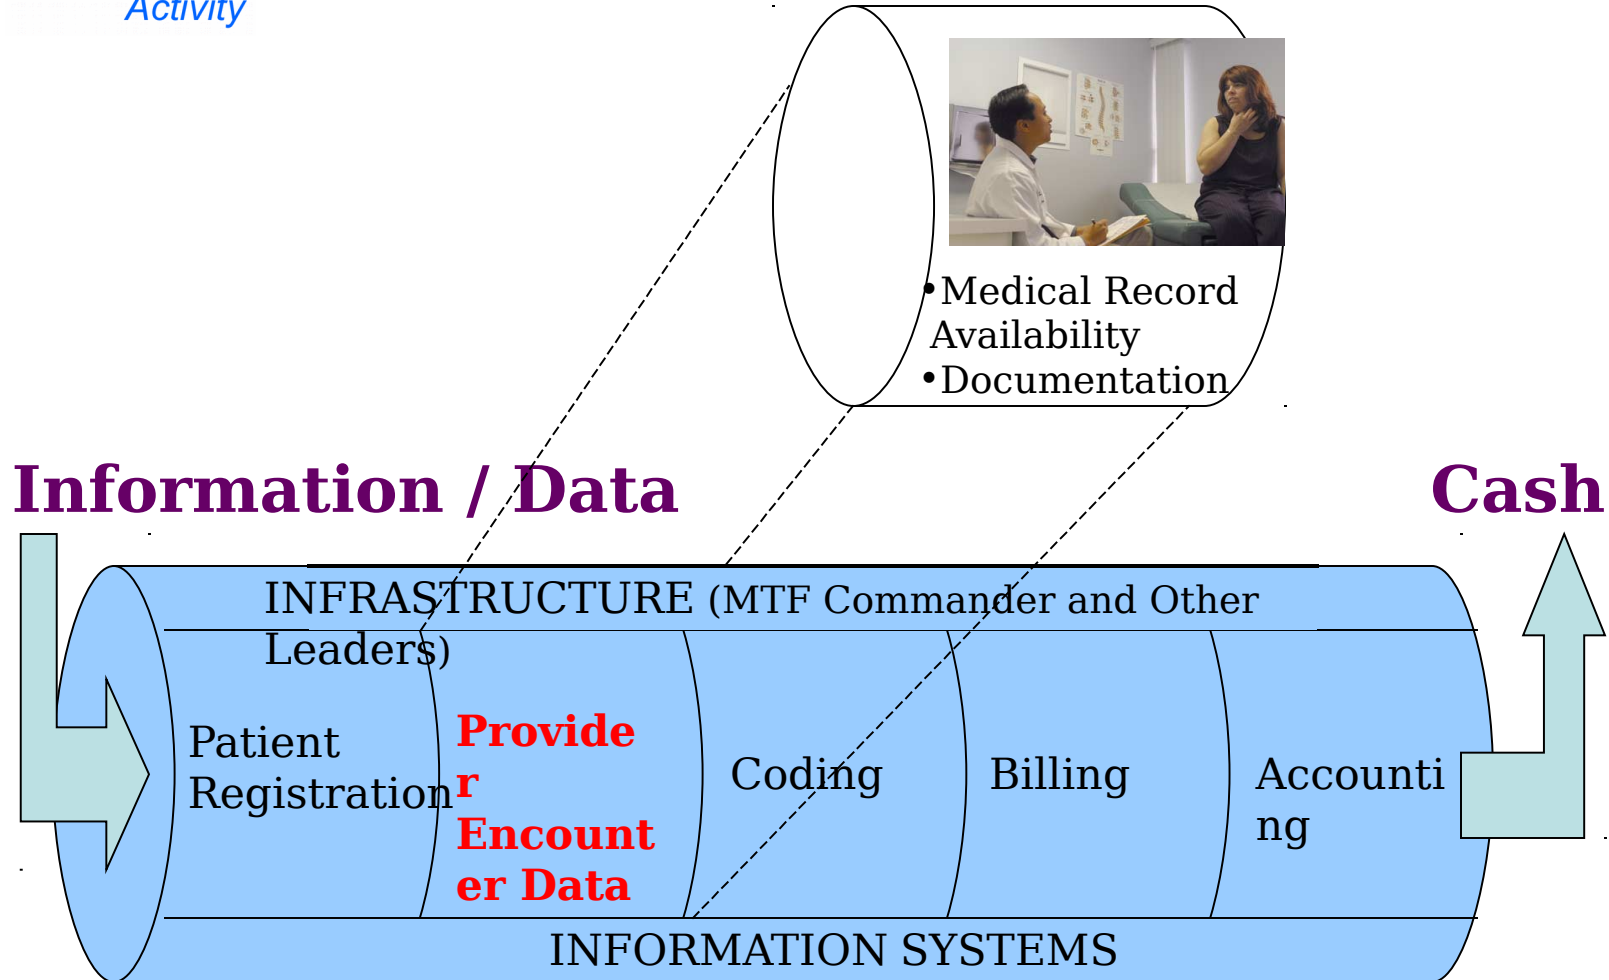 Activity
•Medical Record
Availability
•Documentation
Information / Data
Cash
INFRASTRUCTURE (MTF Commander and Other
Leaders)
Patient
Registration
Provide
r
Encount
er Data
Coding
Billing
Accounti
ng
INFORMATION SYSTEMS